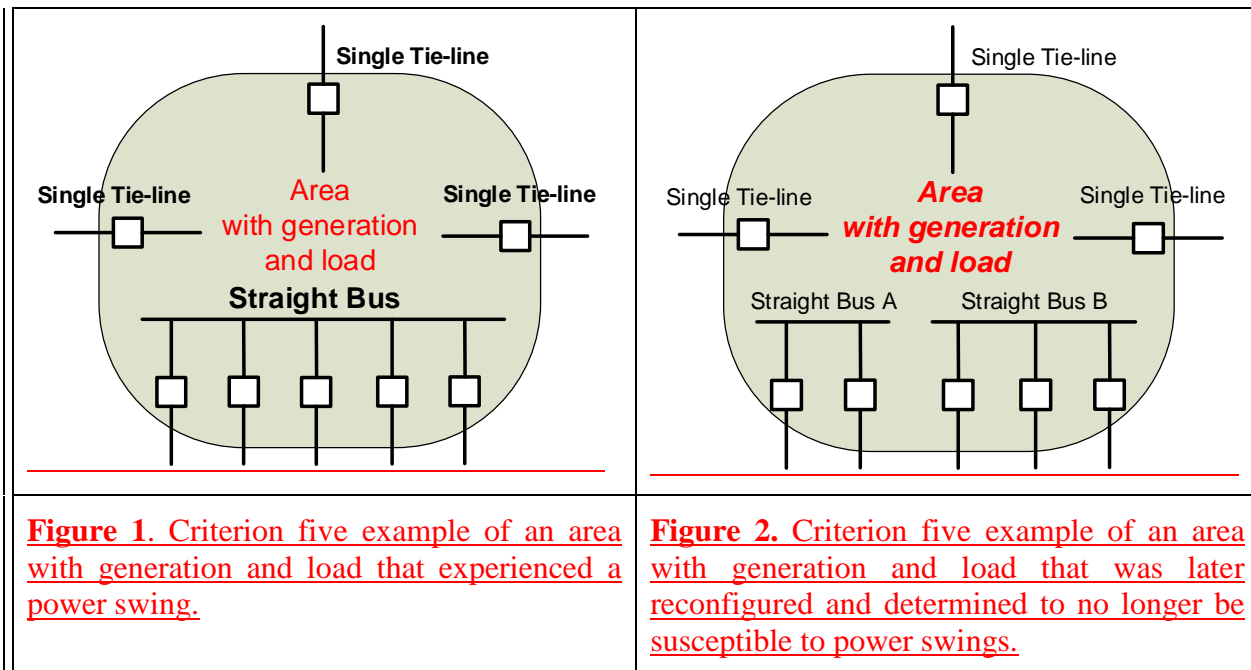 Single Tie-line
Single Tie-line
Single Tie-line
Area
with generation
and load
Straight Bus
Figure 1. Criterion five example of an area
with generation and load that experienced a
power swing.
Single Tie-line
Single Tie-line
Single Tie-line
Area
with generation
and load
Straight Bus A
Straight Bus B
Figure 2. Criterion five example of an area
with generation and load that was later
reconfigured and determined to no longer be
susceptible to power swings.